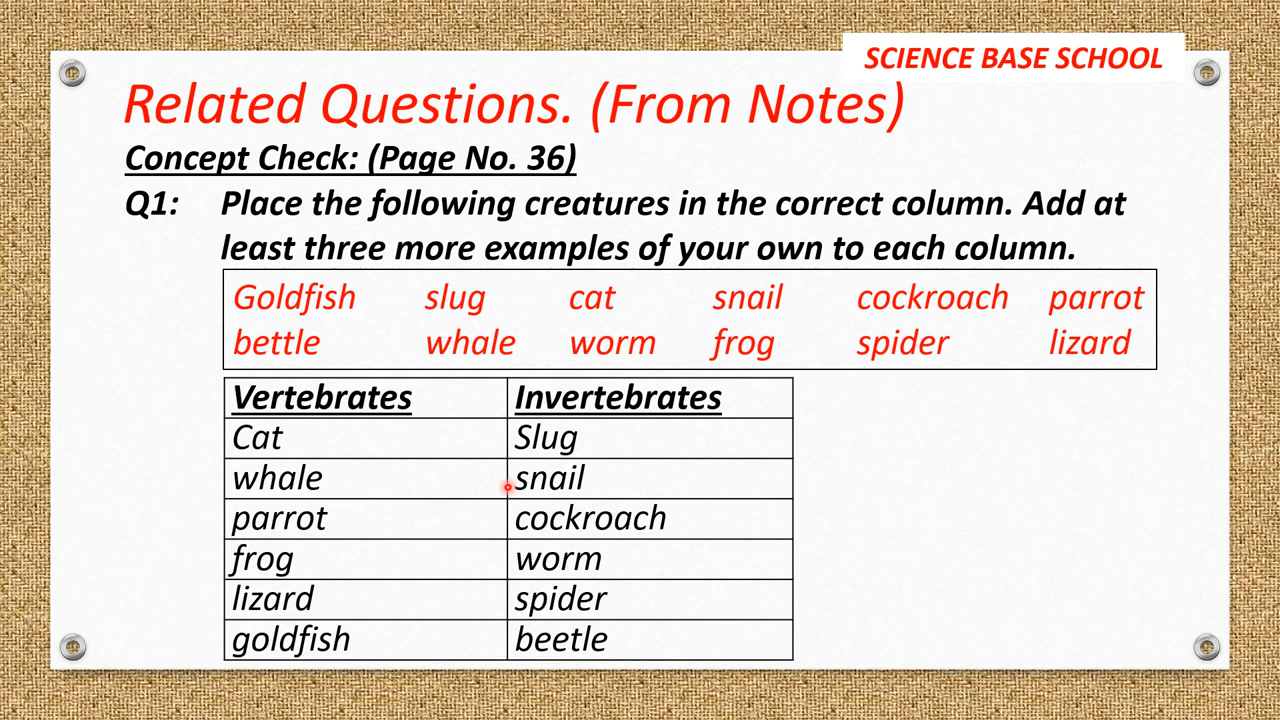 SCIENCE BASE SCHOOL
Related Questions. (From Notes)
Concept Check: (Page No. 36)
Q1: Place the following creatures in the correct column. Add at
least three more examples of your own to each column.
Goldfish slug cat snail cockroach parrot
bettle whale worm frog spider lizard
Vertebrates Invertebrates
Cat Slug
whale snail
parrot cockroach
frog worm
lizard spider
goldfish beetle